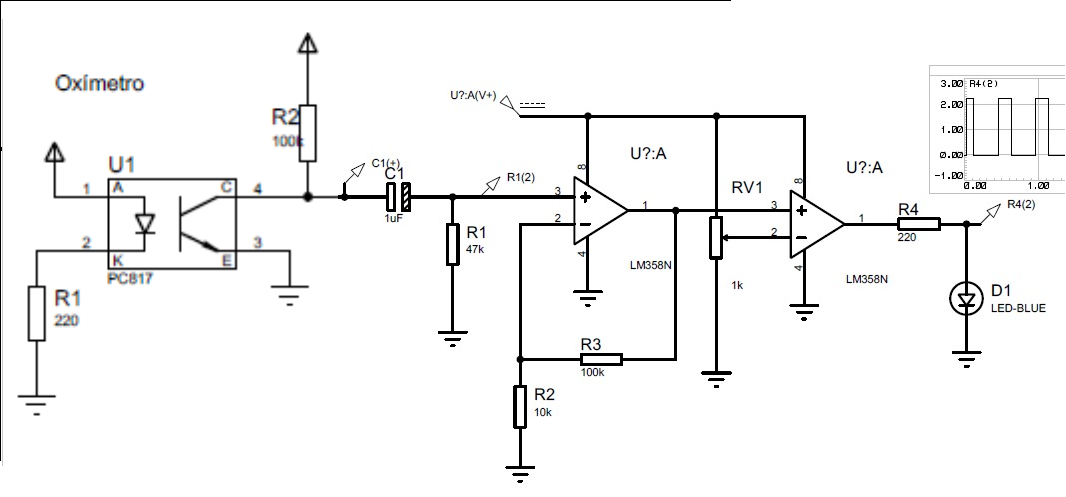 Oxímetro
U1
A
C
K
E
1
2
4
3
PC817
R1
220
R2
100k
C1(+)
C1
1uF
R1(2)
R1
47k
U?:A(V+)
U?:A
3
2
1
8
4
LM358N
R3
100k
R2
10k
RV1
1k
U?:A
3
2
1
8
4
LM358N
R4
220
R4(2)
D1
LED-BLUE
R4(2)
3.00
2.00
1.00
0.00
-1.00
0.00
1.00